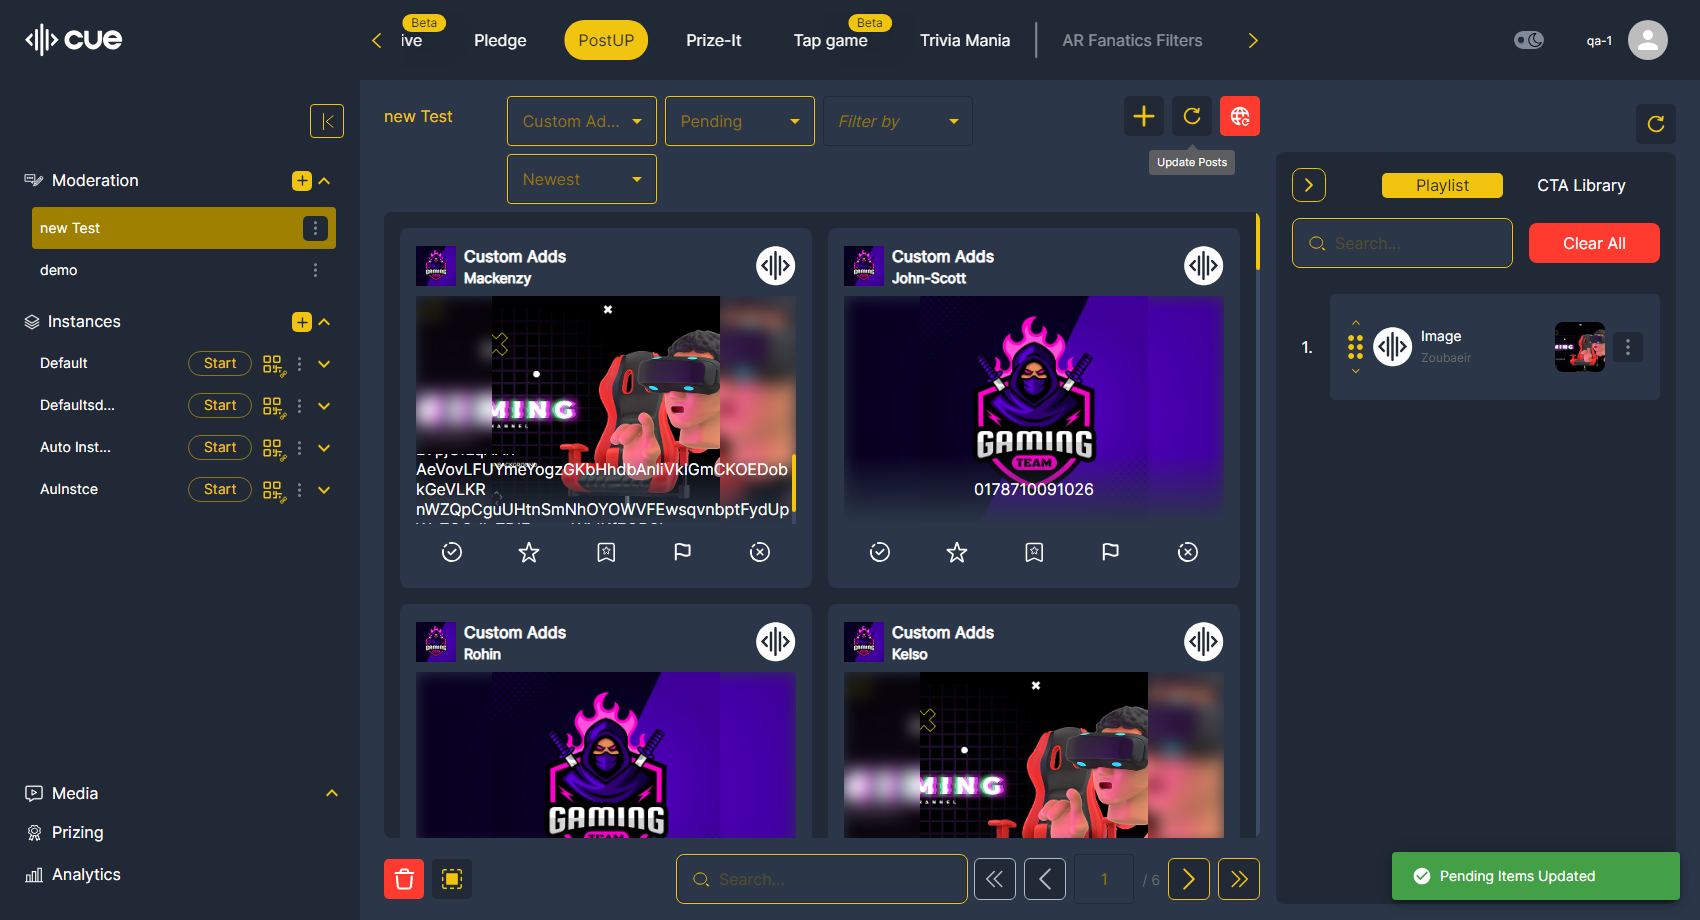 cue
Beta
ive
Pledge
PostUP
Prize-It
Beta
Tap game
Trivia Mania
AR Fanatics Filters
qa-1
Moderation
new Test
demo
Instances
Default
Start
Defaultsd...
Start
Auto Inst...
Start
AuInstce
Start
Media
Prizing
Analytics
new Test
Custom Ad...
Pending
Filter by
Newest
Update Posts
Custom Adds
Mackenzy
MING
AeVovLFUYmeYogzGKbHhdbAnliVklGmCKOEDob
kGeVLKR
nWZQpCguUHtnSmNhOYOWVFEwsqvnbptFydUp
Custom Adds
John-Scott
GAMING
TEAM
0178710091026
Custom Adds
Rohin
GAMING
TEAM
Custom Adds
Kelso
MING
Search...
1
/ 6
Playlist
CTA Library
Search...
Clear All
1.
Image
Zoubaeir
Pending Items Updated